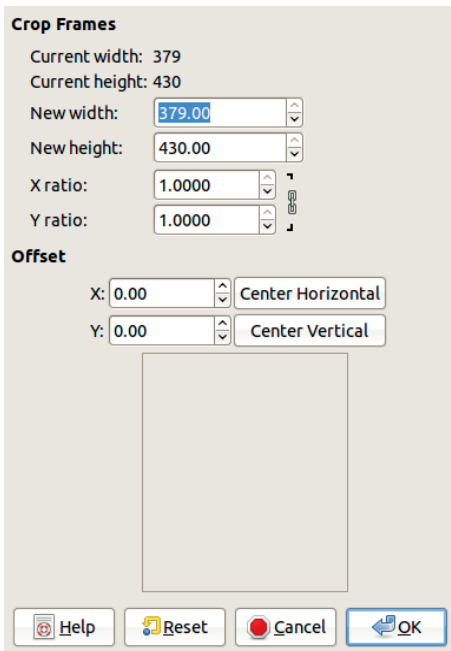 Crop Frames
Current width: 379
Current height: 430
New width: 379.00
New height: 430.00
X ratio: 1.0000
Y ratio: 1.0000
Offset
X: 0.00 Center Horizontal
Y: 0.00 Center Vertical
Help Reset Cancel OK